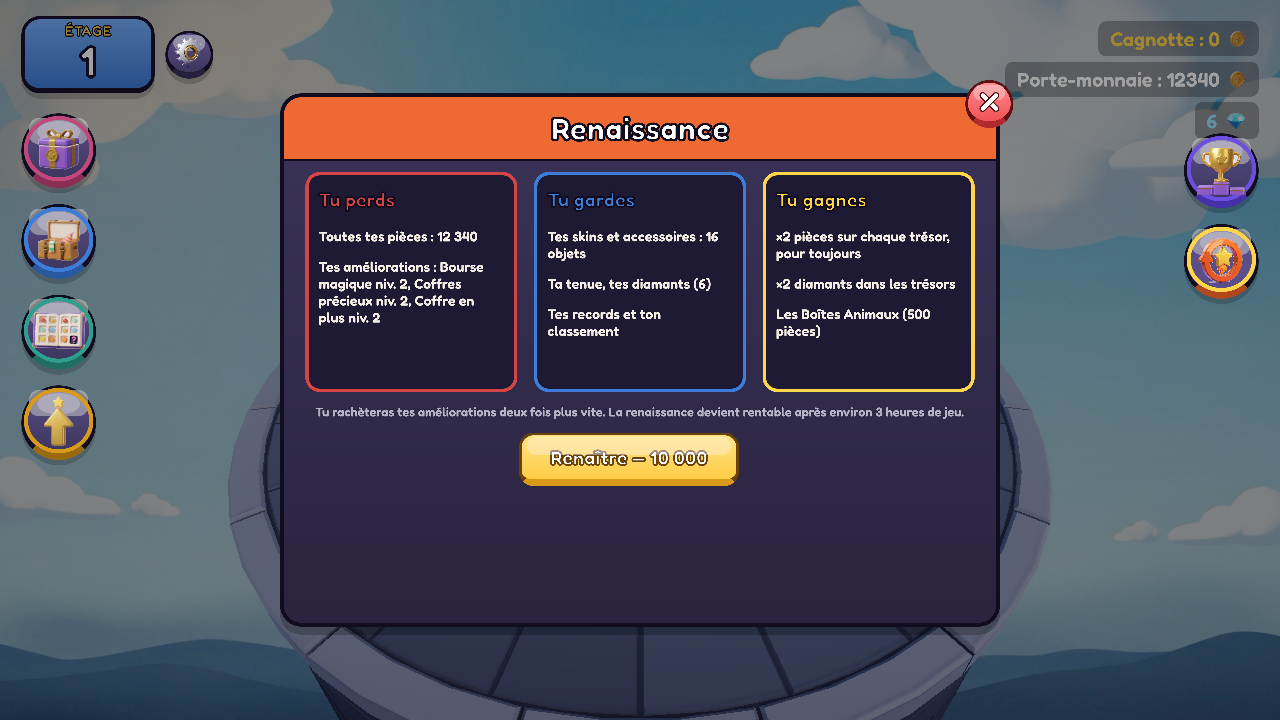 ÉTAGE
1
Cagnotte : 0
Porte-monnaie : 12340
6
Renaissance
Tu perds
Toutes tes pièces : 12 340
Tes améliorations : Bourse
magique niv. 2, Coffres
précieux niv. 2, Coffre en
plus niv. 2
Tu gardes
Tes skins et accessoires : 16
objets
Ta tenue, tes diamants (6)
Tes records et ton
classement
Tu gagnes
×2 pièces sur chaque trésor,
pour toujours
×2 diamants dans les trésors
Les Boîtes Animaux (500
pièces)
Tu rachèteras tes améliorations deux fois plus vite. La renaissance devient rentable après environ 3 heures de jeu.
Renaître — 10 000